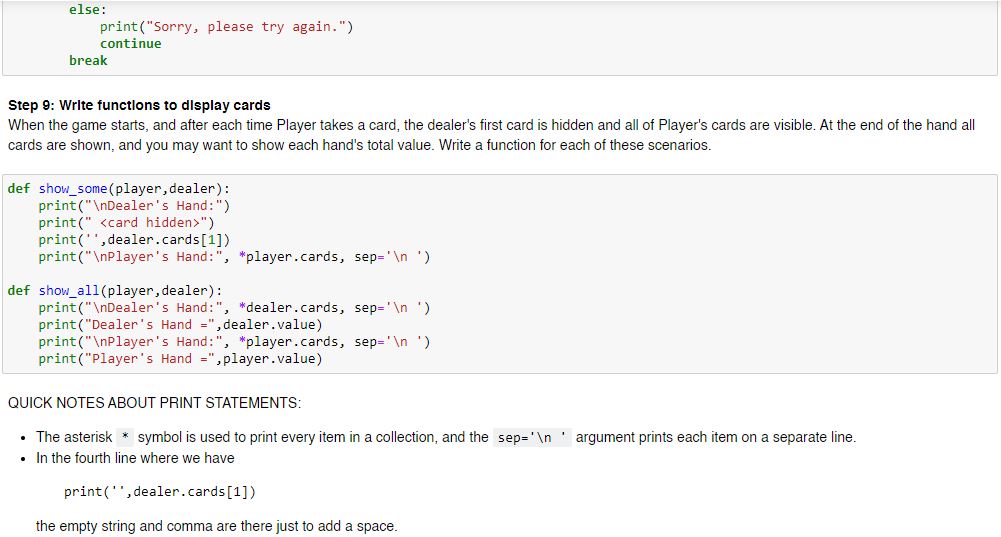 else:
print("Sorry, please try again.")
continue
break
Step 9: Write functions to display cards
When the game starts, and after each time Player takes a card, the dealer's first card is hidden and all of Player's cards are visible. At the end of the hand all
cards are shown, and you may want to show each hand's total value. Write a function for each of these scenarios.
def show_some(player,dealer):
print("\nDealer's Hand:")
print(" <card hidden>")
print('',dealer.cards[1])
print("\nPlayer's Hand:", *player.cards, sep='\n ')
def show_all(player,dealer):
print("\nDealer's Hand:", *dealer.cards, sep='\n ')
print("Dealer's Hand =",dealer.value)
print("\nPlayer's Hand:", *player.cards, sep='\n ')
print("Player's Hand =",player.value)
QUICK NOTES ABOUT PRINT STATEMENTS:
• The asterisk * symbol is used to print every item in a collection, and the sep='\n ' argument prints each item on a separate line.
• In the fourth line where we have
print('',dealer.cards[1])
the empty string and comma are there just to add a space.